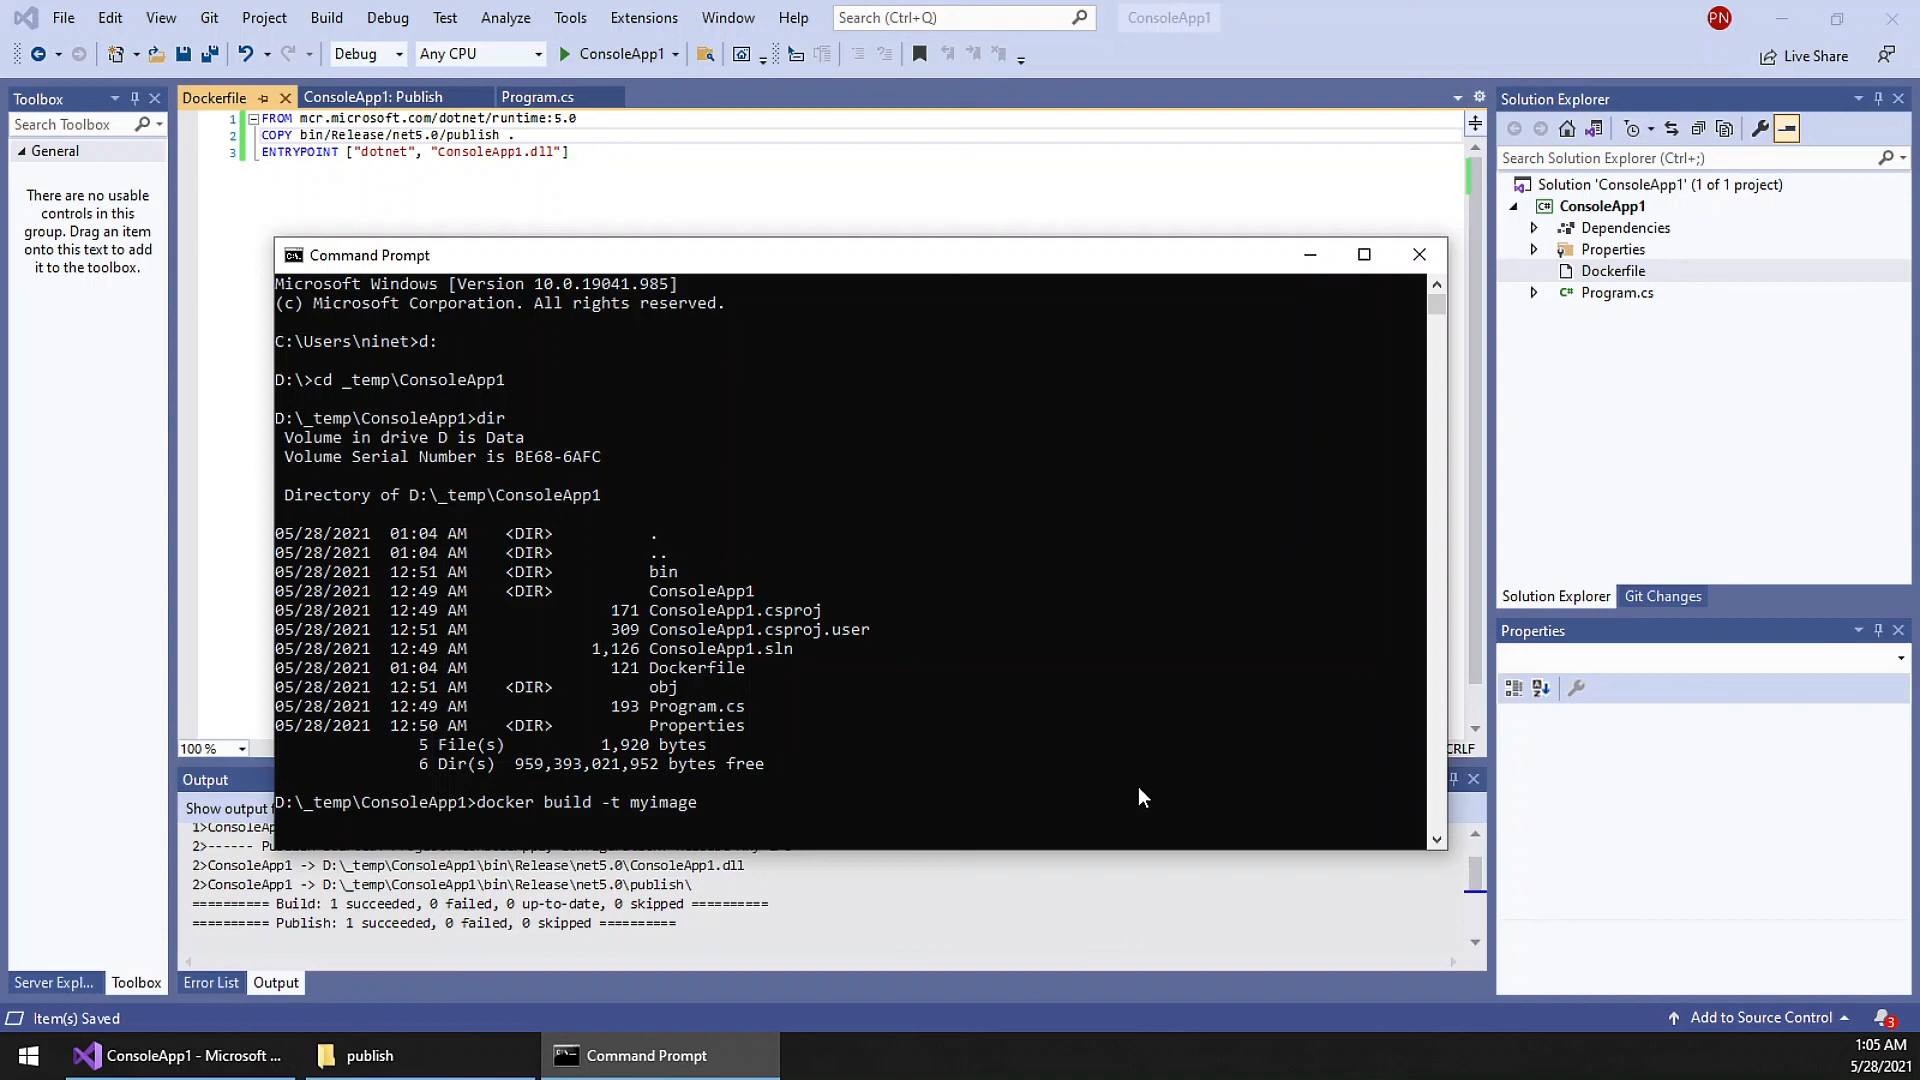 File Edit View Git Project Build Debug Test Analyze Tools Extensions Window Help Search (Ctrl+Q) ConsoleApp1 PN
Debug Any CPU ConsoleApp1 Live Share
Toolbox
Search Toolbox
General
There are no usable
controls in this
group. Drag an item
onto this text to add
it to the toolbox.
Dockerfile ConsoleApp1: Publish Program.cs
1 FROM mcr.microsoft.com/dotnet/runtime:5.0
2 COPY bin/Release/net5.0/publish .
3 ENTRYPOINT ["dotnet", "ConsoleApp1.dll"]
Command Prompt
Microsoft Windows [Version 10.0.19041.985]
(c) Microsoft Corporation. All rights reserved.
C:\Users\ninet>d:
D:\>cd _temp\ConsoleApp1
D:\_temp\ConsoleApp1>dir
Volume in drive D is Data
Volume Serial Number is BE68-6AFC
Directory of D:\_temp\ConsoleApp1
05/28/2021 01:04 AM <DIR> .
05/28/2021 01:04 AM <DIR> ..
05/28/2021 12:51 AM <DIR> bin
05/28/2021 12:49 AM <DIR> ConsoleApp1
05/28/2021 12:49 AM 171 ConsoleApp1.csproj
05/28/2021 12:51 AM 309 ConsoleApp1.csproj.user
05/28/2021 12:49 AM 1,126 ConsoleApp1.sln
05/28/2021 01:04 AM 121 Dockerfile
05/28/2021 12:51 AM <DIR> obj
05/28/2021 12:49 AM 193 Program.cs
05/28/2021 12:50 AM <DIR> Properties
5 File(s) 1,920 bytes
6 Dir(s) 959,393,021,952 bytes free
D:\_temp\ConsoleApp1>docker build -t myimage
100 % CRLF
Output
Show output f
1>ConsoleAp
2>------
2>ConsoleApp1 -> D:\_temp\ConsoleApp1\bin\Release\net5.0\ConsoleApp1.dll
2>ConsoleApp1 -> D:\_temp\ConsoleApp1\bin\Release\net5.0\publish\
========== Build: 1 succeeded, 0 failed, 0 up-to-date, 0 skipped ==========
========== Publish: 1 succeeded, 0 failed, 0 skipped ==========
Server Expl... Toolbox Error List Output
Solution Explorer
Search Solution Explorer (Ctrl+;)
Solution 'ConsoleApp1' (1 of 1 project)
C# ConsoleApp1
Dependencies
Properties
Dockerfile
C# Program.cs
Solution Explorer Git Changes
Properties
Item(s) Saved Add to Source Control 3
ConsoleApp1 - Microsoft ... publish Command Prompt
1:05 AM
5/28/2021